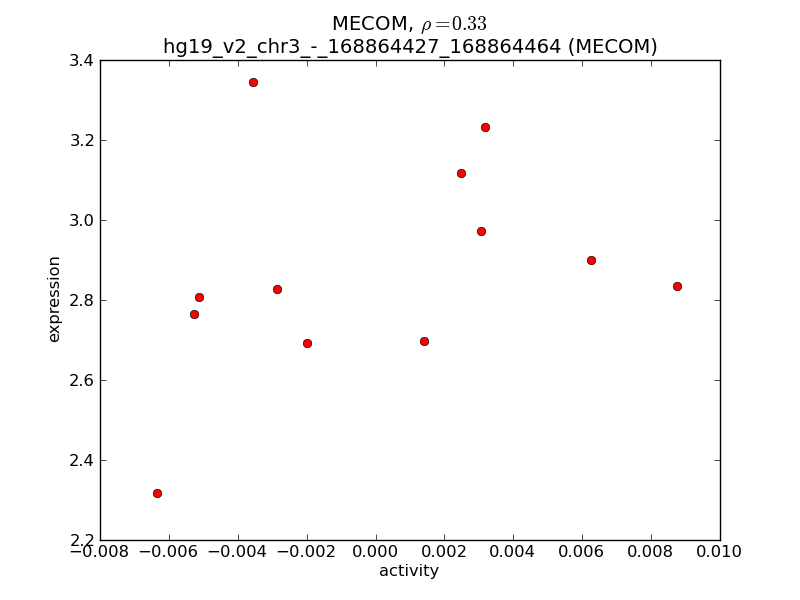 MECOM, ρ=0.33
hg19_v2_chr3_-_168864427_168864464 (MECOM)
3.4
3.2
3.0
2.8
2.6
2.4
2.2
expression
−0.008 −0.006 −0.004 −0.002 0.000 0.002 0.004 0.006 0.008 0.010
activity